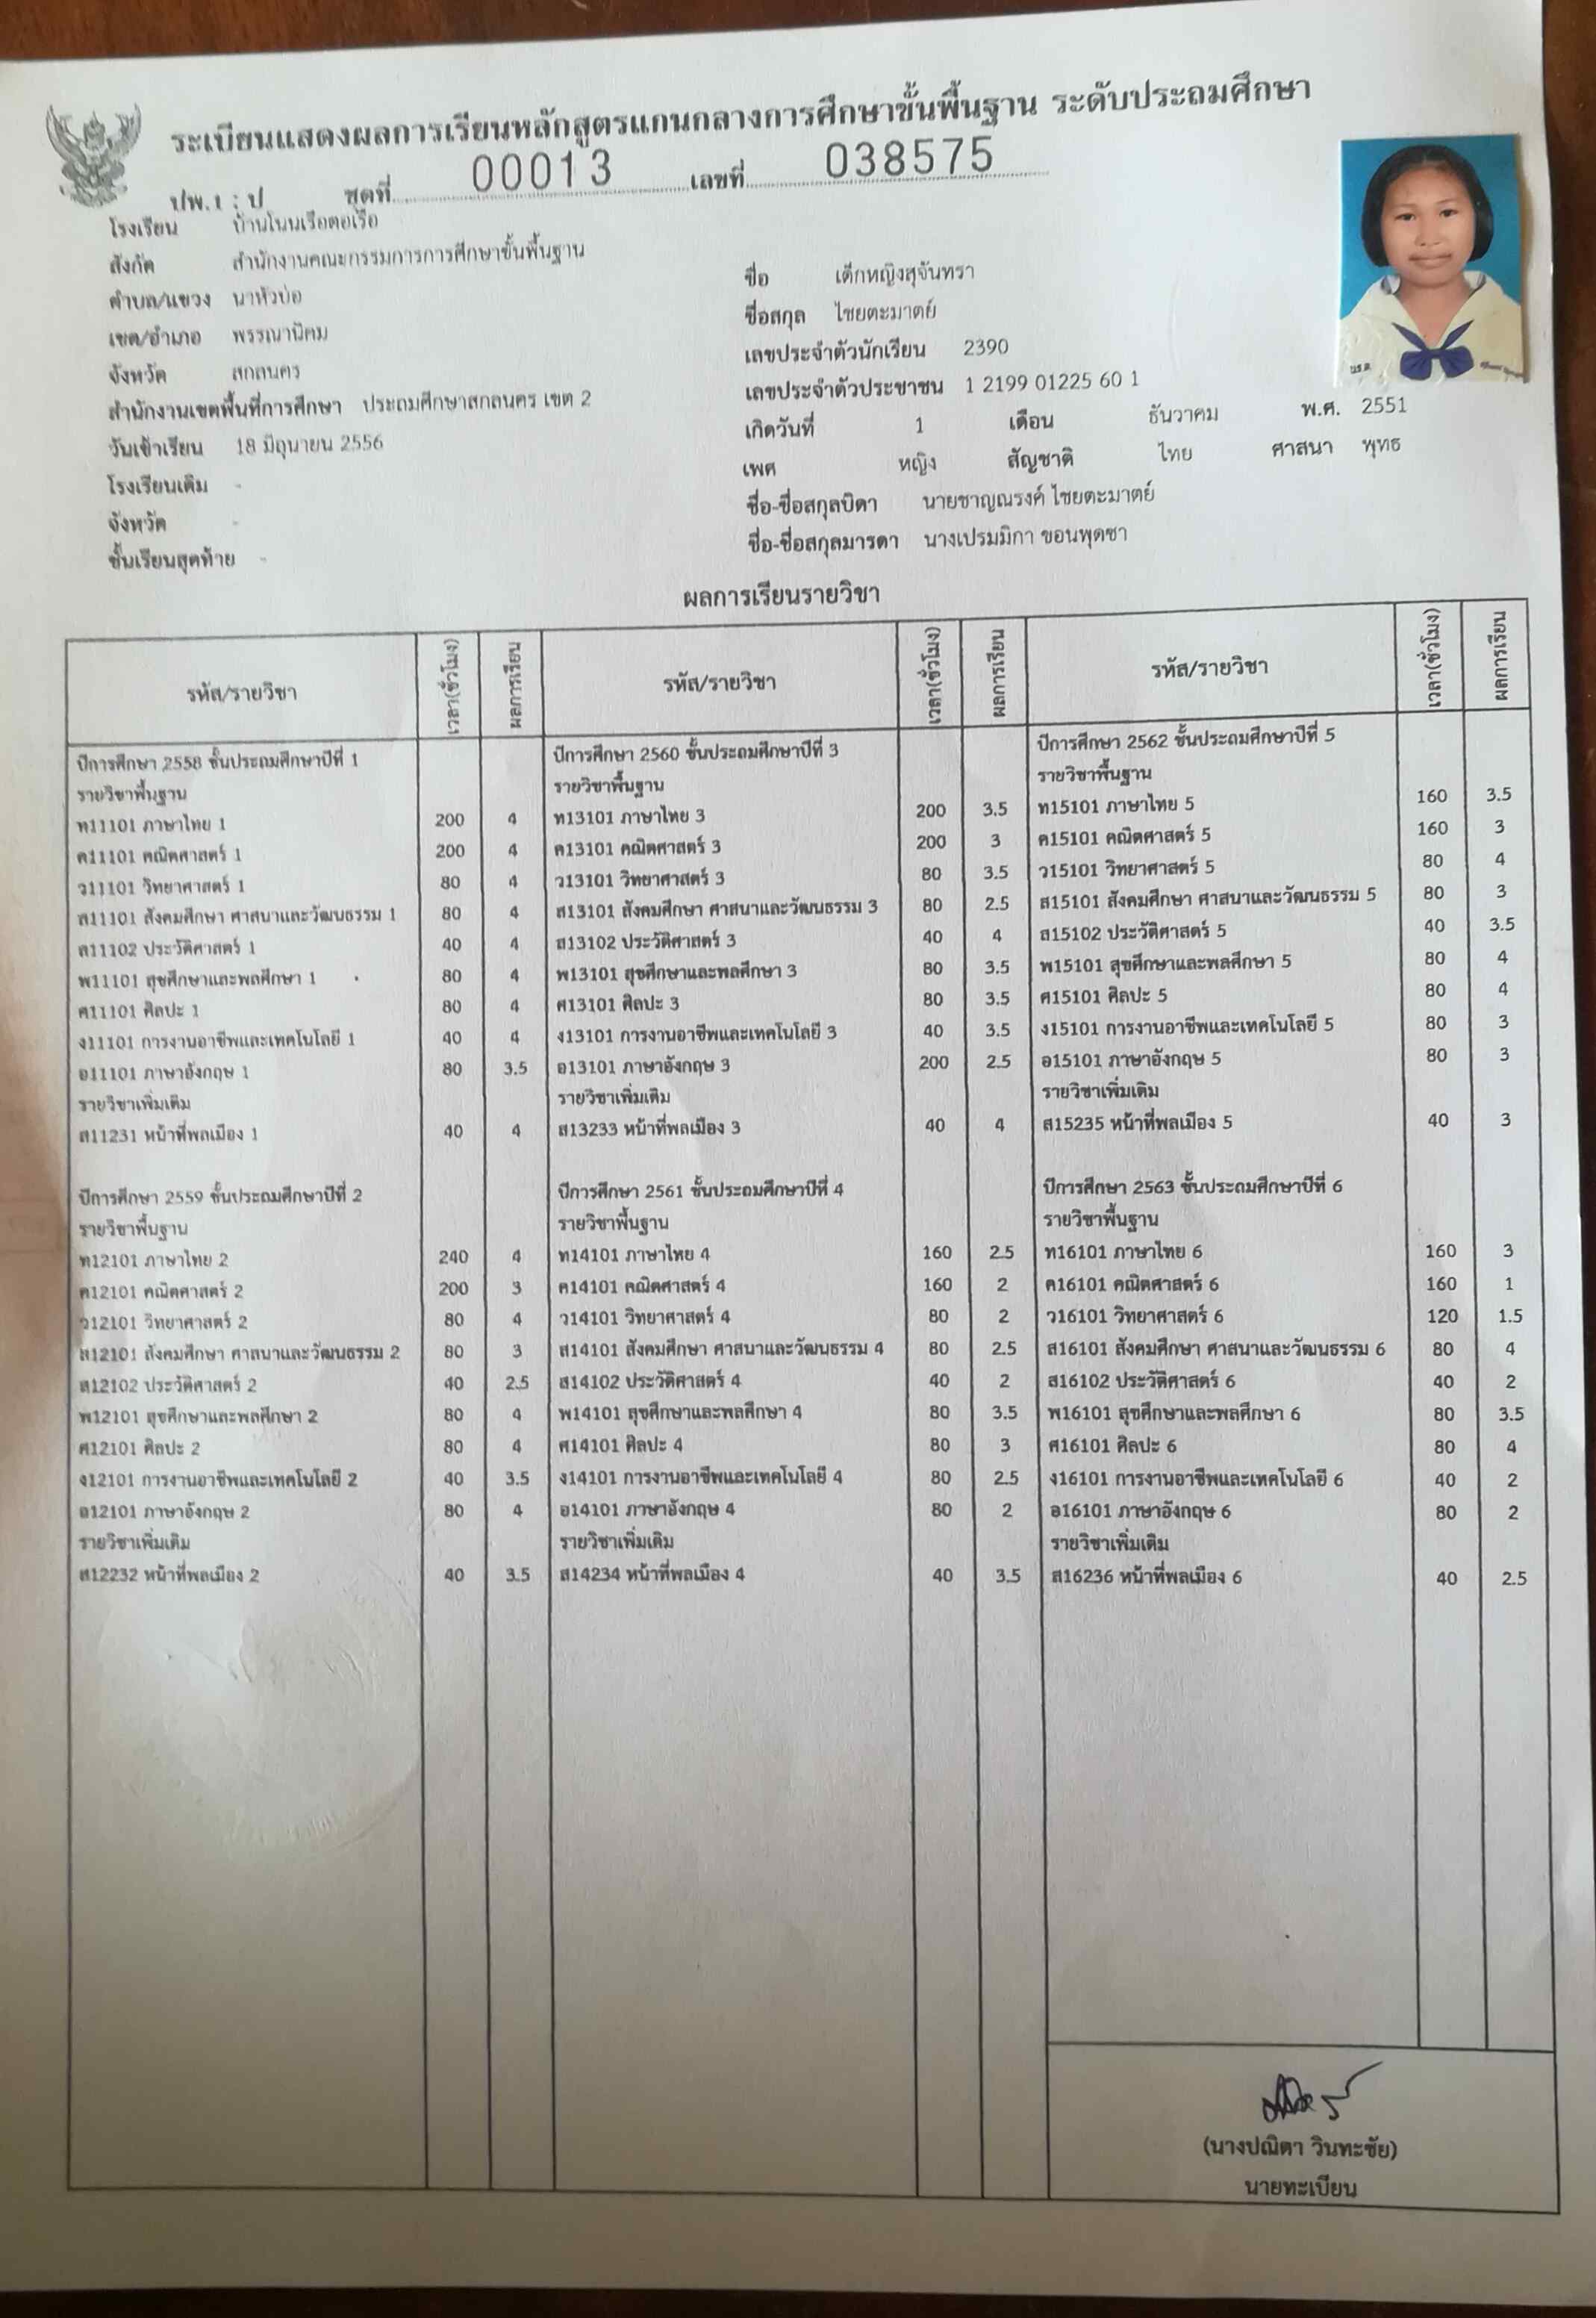 ระเบียนแสดงผลการเรียนหลักสูตรแกนกลางการศึกษาขั้นพื้นฐาน ระดับประถมศึกษา
ปพ.1 : ป ชุดที่ 00013 เลขที่ 038575
โรงเรียน บ้านโนนเรือตอเรือ
สังกัด สำนักงานคณะกรรมการการศึกษาขั้นพื้นฐาน
ตำบล/แขวง นาหัวบ่อ
เขต/อำเภอ พรรณานิคม
จังหวัด สกลนคร
สำนักงานเขตพื้นที่การศึกษา ประถมศึกษาสกลนคร เขต 2
วันเข้าเรียน 18 มิถุนายน 2556
โรงเรียนเดิม -
จังหวัด -
ชั้นเรียนสุดท้าย -
ชื่อ เด็กหญิงสุจันทรา
ชื่อสกุล ไชยตะมาตย์
เลขประจำตัวนักเรียน 2390
เลขประจำตัวประชาชน 1 2199 01225 60 1
เกิดวันที่ 1 เดือน ธันวาคม พ.ศ. 2551
เพศ หญิง สัญชาติ ไทย ศาสนา พุทธ
ชื่อ-ชื่อสกุลบิดา นายชาญณรงค์ ไชยตะมาตย์
ชื่อ-ชื่อสกุลมารดา นางเปรมมิกา ขอนพุดซา
ผลการเรียนรายวิชา
รหัส/รายวิชา เวลา(ชั่วโมง) ผลการเรียน
ปีการศึกษา 2558 ชั้นประถมศึกษาปีที่ 1
รายวิชาพื้นฐาน
ท11101 ภาษาไทย 1 200 4
ค11101 คณิตศาสตร์ 1 200 4
ว11101 วิทยาศาสตร์ 1 80 4
ส11101 สังคมศึกษา ศาสนาและวัฒนธรรม 1 80 4
ส11102 ประวัติศาสตร์ 1 40 4
พ11101 สุขศึกษาและพลศึกษา 1 80 4
ศ11101 ศิลปะ 1 80 4
ง11101 การงานอาชีพและเทคโนโลยี 1 40 4
อ11101 ภาษาอังกฤษ 1 80 3.5
รายวิชาเพิ่มเติม
ส11231 หน้าที่พลเมือง 1 40 4
ปีการศึกษา 2559 ชั้นประถมศึกษาปีที่ 2
รายวิชาพื้นฐาน
ท12101 ภาษาไทย 2 240 4
ค12101 คณิตศาสตร์ 2 200 3
ว12101 วิทยาศาสตร์ 2 80 4
ส12101 สังคมศึกษา ศาสนาและวัฒนธรรม 2 80 3
ส12102 ประวัติศาสตร์ 2 40 2.5
พ12101 สุขศึกษาและพลศึกษา 2 80 4
ศ12101 ศิลปะ 2 80 4
ง12101 การงานอาชีพและเทคโนโลยี 2 40 3.5
อ12101 ภาษาอังกฤษ 2 80 4
รายวิชาเพิ่มเติม
ส12232 หน้าที่พลเมือง 2 40 3.5
รหัส/รายวิชา เวลา(ชั่วโมง) ผลการเรียน
ปีการศึกษา 2560 ชั้นประถมศึกษาปีที่ 3
รายวิชาพื้นฐาน
ท13101 ภาษาไทย 3 200 3.5
ค13101 คณิตศาสตร์ 3 200 3
ว13101 วิทยาศาสตร์ 3 80 3.5
ส13101 สังคมศึกษา ศาสนาและวัฒนธรรม 3 80 2.5
ส13102 ประวัติศาสตร์ 3 40 4
พ13101 สุขศึกษาและพลศึกษา 3 80 3.5
ศ13101 ศิลปะ 3 80 3.5
ง13101 การงานอาชีพและเทคโนโลยี 3 40 3.5
อ13101 ภาษาอังกฤษ 3 200 2.5
รายวิชาเพิ่มเติม
ส13233 หน้าที่พลเมือง 3 40 4
ปีการศึกษา 2561 ชั้นประถมศึกษาปีที่ 4
รายวิชาพื้นฐาน
ท14101 ภาษาไทย 4 160 2.5
ค14101 คณิตศาสตร์ 4 160 2
ว14101 วิทยาศาสตร์ 4 80 2
ส14101 สังคมศึกษา ศาสนาและวัฒนธรรม 4 80 2.5
ส14102 ประวัติศาสตร์ 4 40 2
พ14101 สุขศึกษาและพลศึกษา 4 80 3.5
ศ14101 ศิลปะ 4 80 3
ง14101 การงานอาชีพและเทคโนโลยี 4 80 2.5
อ14101 ภาษาอังกฤษ 4 80 2
รายวิชาเพิ่มเติม
ส14234 หน้าที่พลเมือง 4 40 3.5
รหัส/รายวิชา เวลา(ชั่วโมง) ผลการเรียน
ปีการศึกษา 2562 ชั้นประถมศึกษาปีที่ 5
รายวิชาพื้นฐาน
ท15101 ภาษาไทย 5 160 3.5
ค15101 คณิตศาสตร์ 5 160 3
ว15101 วิทยาศาสตร์ 5 80 4
ส15101 สังคมศึกษา ศาสนาและวัฒนธรรม 5 80 3
ส15102 ประวัติศาสตร์ 5 40 3.5
พ15101 สุขศึกษาและพลศึกษา 5 80 4
ศ15101 ศิลปะ 5 80 4
ง15101 การงานอาชีพและเทคโนโลยี 5 80 3
อ15101 ภาษาอังกฤษ 5 80 3
รายวิชาเพิ่มเติม
ส15235 หน้าที่พลเมือง 5 40 3
ปีการศึกษา 2563 ชั้นประถมศึกษาปีที่ 6
รายวิชาพื้นฐาน
ท16101 ภาษาไทย 6 160 3
ค16101 คณิตศาสตร์ 6 160 1
ว16101 วิทยาศาสตร์ 6 120 1.5
ส16101 สังคมศึกษา ศาสนาและวัฒนธรรม 6 80 4
ส16102 ประวัติศาสตร์ 6 40 2
พ16101 สุขศึกษาและพลศึกษา 6 80 3.5
ศ16101 ศิลปะ 6 80 4
ง16101 การงานอาชีพและเทคโนโลยี 6 40 2
อ16101 ภาษาอังกฤษ 6 80 2
รายวิชาเพิ่มเติม
ส16236 หน้าที่พลเมือง 6 40 2.5
(นางปณิตา วินทะชัย)
นายทะเบียน